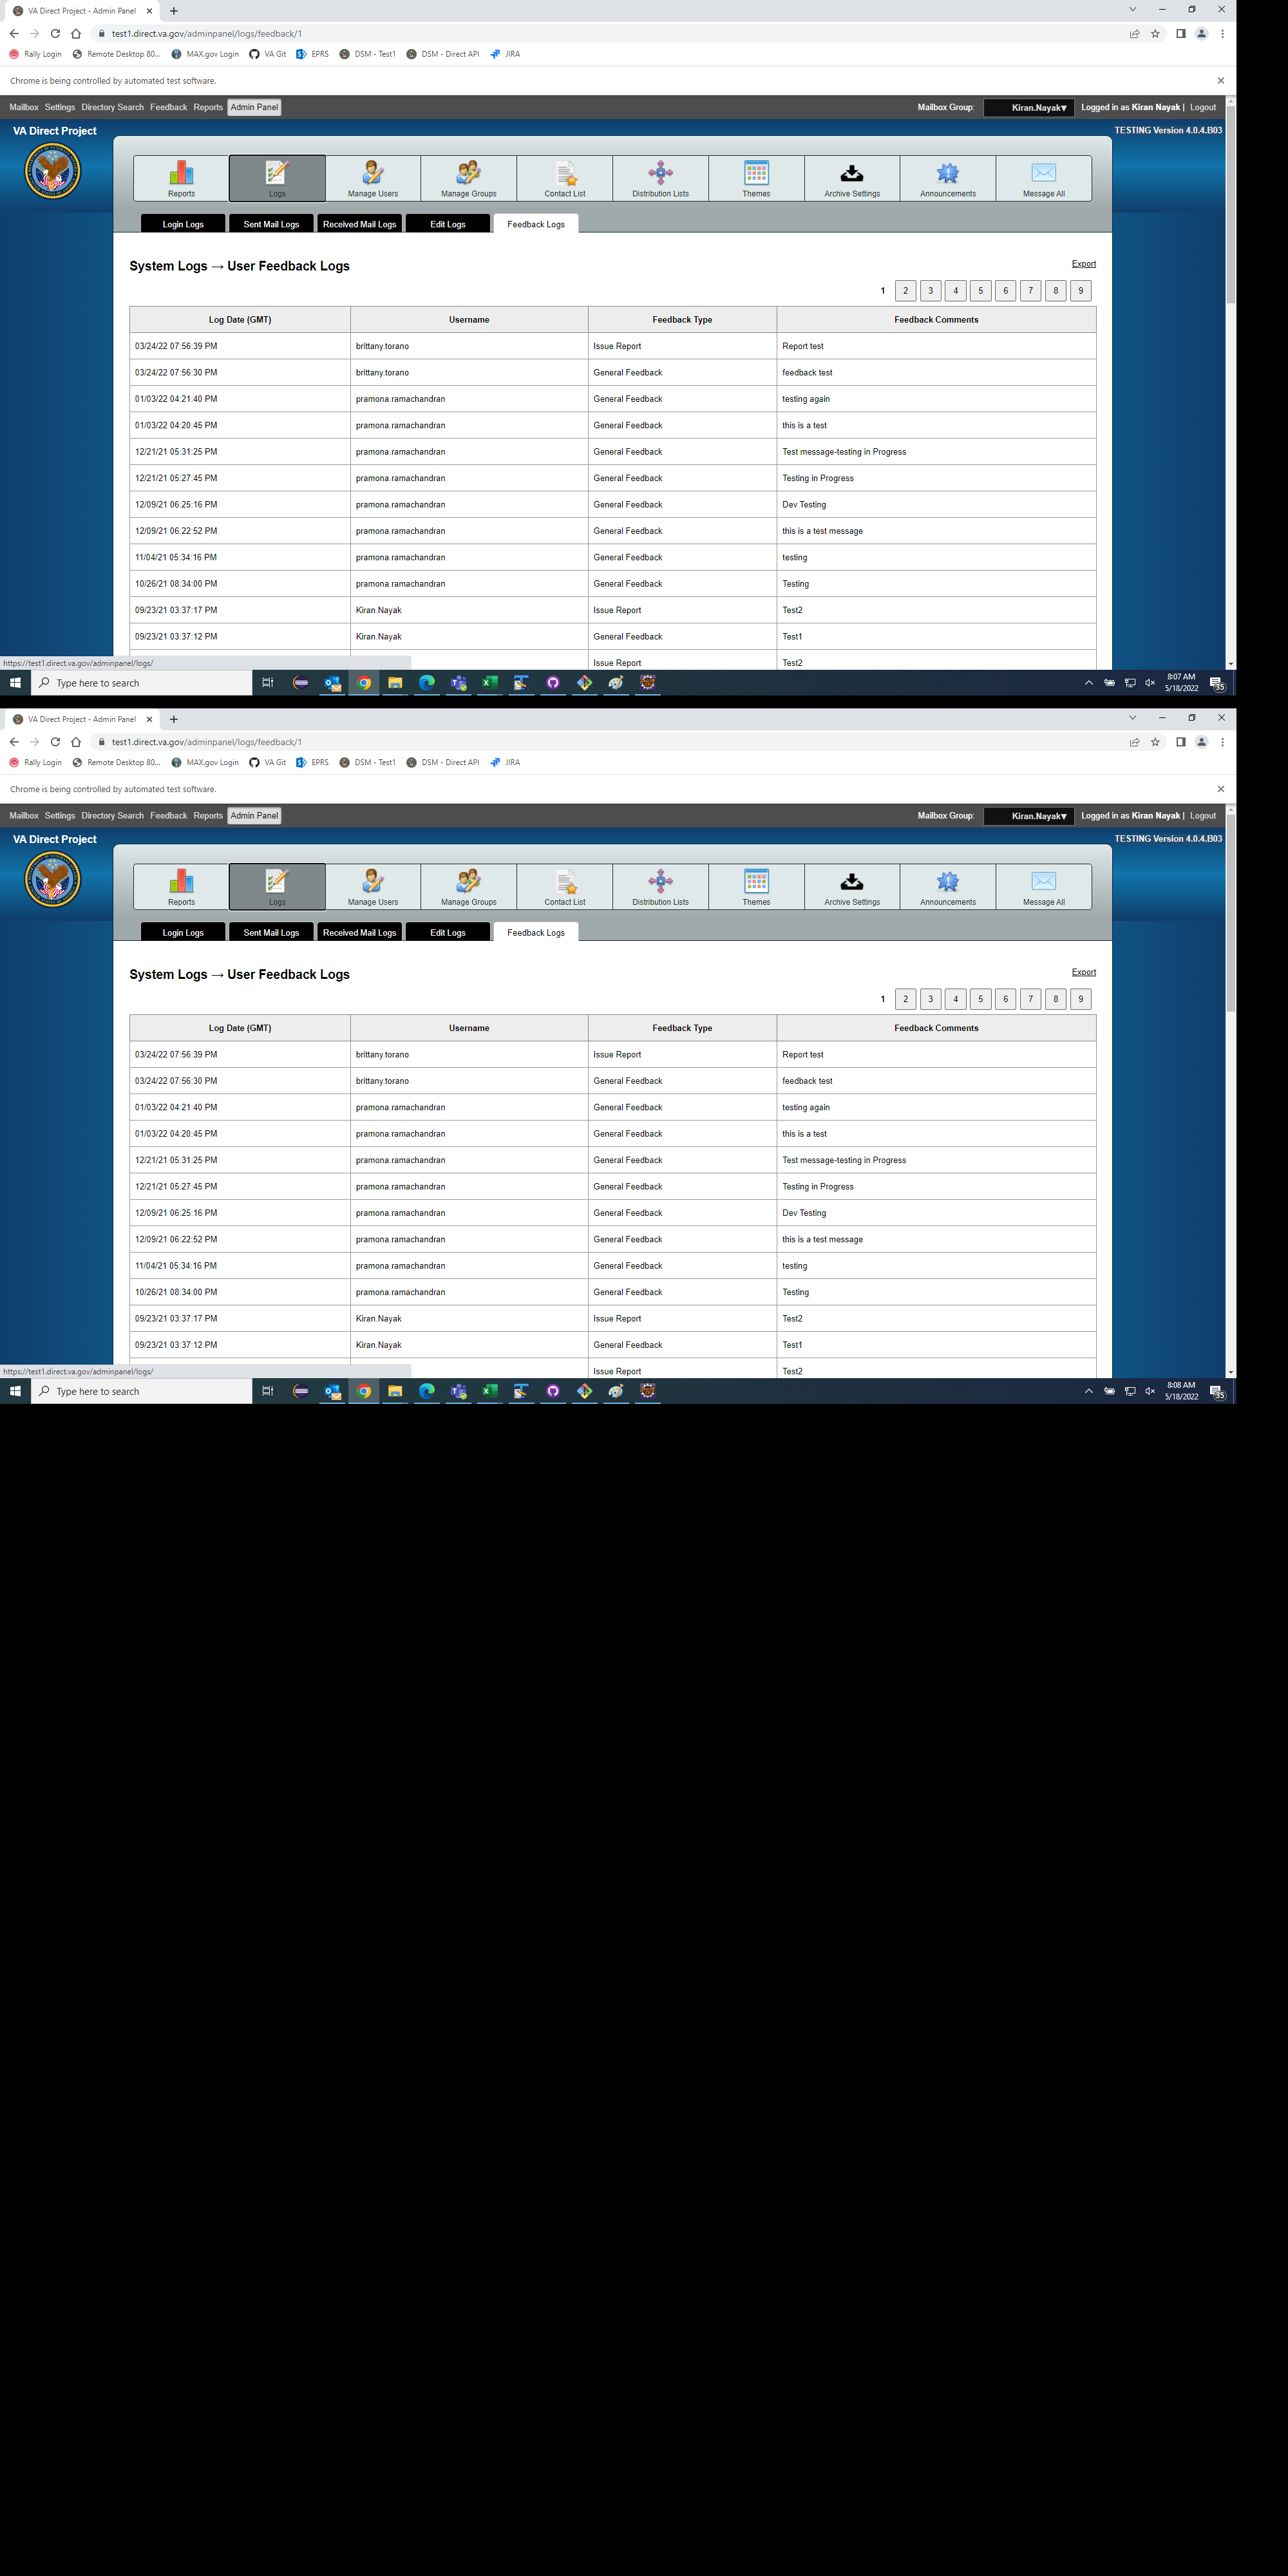 VA Direct Project - Admin Panel
test1.direct.va.gov/adminpanel/logs/feedback/1
Rally Login Remote Desktop 80... MAX.gov Login VA Git EPRS DSM - Test1 DSM - Direct API JIRA
Chrome is being controlled by automated test software.
Mailbox Settings Directory Search Feedback Reports Admin Panel Mailbox Group: Kiran.Nayak▾ Logged in as Kiran Nayak | Logout
VA Direct Project TESTING Version 4.0.4.B03
Reports Logs Manage Users Manage Groups Contact List Distribution Lists Themes Archive Settings Announcements Message All
Login Logs Sent Mail Logs Received Mail Logs Edit Logs Feedback Logs
System Logs → User Feedback Logs Export
1 2 3 4 5 6 7 8 9
Log Date (GMT) Username Feedback Type Feedback Comments
03/24/22 07:56:39 PM brittany.torano Issue Report Report test
03/24/22 07:56:30 PM brittany.torano General Feedback feedback test
01/03/22 04:21:40 PM pramona.ramachandran General Feedback testing again
01/03/22 04:20:45 PM pramona.ramachandran General Feedback this is a test
12/21/21 05:31:25 PM pramona.ramachandran General Feedback Test message-testing in Progress
12/21/21 05:27:45 PM pramona.ramachandran General Feedback Testing in Progress
12/09/21 06:25:16 PM pramona.ramachandran General Feedback Dev Testing
12/09/21 06:22:52 PM pramona.ramachandran General Feedback this is a test message
11/04/21 05:34:16 PM pramona.ramachandran General Feedback testing
10/26/21 08:34:00 PM pramona.ramachandran General Feedback Testing
09/23/21 03:37:17 PM Kiran.Nayak Issue Report Test2
09/23/21 03:37:12 PM Kiran.Nayak General Feedback Test1
https://test1.direct.va.gov/adminpanel/logs/ Issue Report Test2
Type here to search 8:07 AM
5/18/2022 35
VA Direct Project - Admin Panel
test1.direct.va.gov/adminpanel/logs/feedback/1
Rally Login Remote Desktop 80... MAX.gov Login VA Git EPRS DSM - Test1 DSM - Direct API JIRA
Chrome is being controlled by automated test software.
Mailbox Settings Directory Search Feedback Reports Admin Panel Mailbox Group: Kiran.Nayak▾ Logged in as Kiran Nayak | Logout
VA Direct Project TESTING Version 4.0.4.B03
Reports Logs Manage Users Manage Groups Contact List Distribution Lists Themes Archive Settings Announcements Message All
Login Logs Sent Mail Logs Received Mail Logs Edit Logs Feedback Logs
System Logs → User Feedback Logs Export
1 2 3 4 5 6 7 8 9
Log Date (GMT) Username Feedback Type Feedback Comments
03/24/22 07:56:39 PM brittany.torano Issue Report Report test
03/24/22 07:56:30 PM brittany.torano General Feedback feedback test
01/03/22 04:21:40 PM pramona.ramachandran General Feedback testing again
01/03/22 04:20:45 PM pramona.ramachandran General Feedback this is a test
12/21/21 05:31:25 PM pramona.ramachandran General Feedback Test message-testing in Progress
12/21/21 05:27:45 PM pramona.ramachandran General Feedback Testing in Progress
12/09/21 06:25:16 PM pramona.ramachandran General Feedback Dev Testing
12/09/21 06:22:52 PM pramona.ramachandran General Feedback this is a test message
11/04/21 05:34:16 PM pramona.ramachandran General Feedback testing
10/26/21 08:34:00 PM pramona.ramachandran General Feedback Testing
09/23/21 03:37:17 PM Kiran.Nayak Issue Report Test2
09/23/21 03:37:12 PM Kiran.Nayak General Feedback Test1
https://test1.direct.va.gov/adminpanel/logs/ Issue Report Test2
Type here to search 8:08 AM
5/18/2022 35